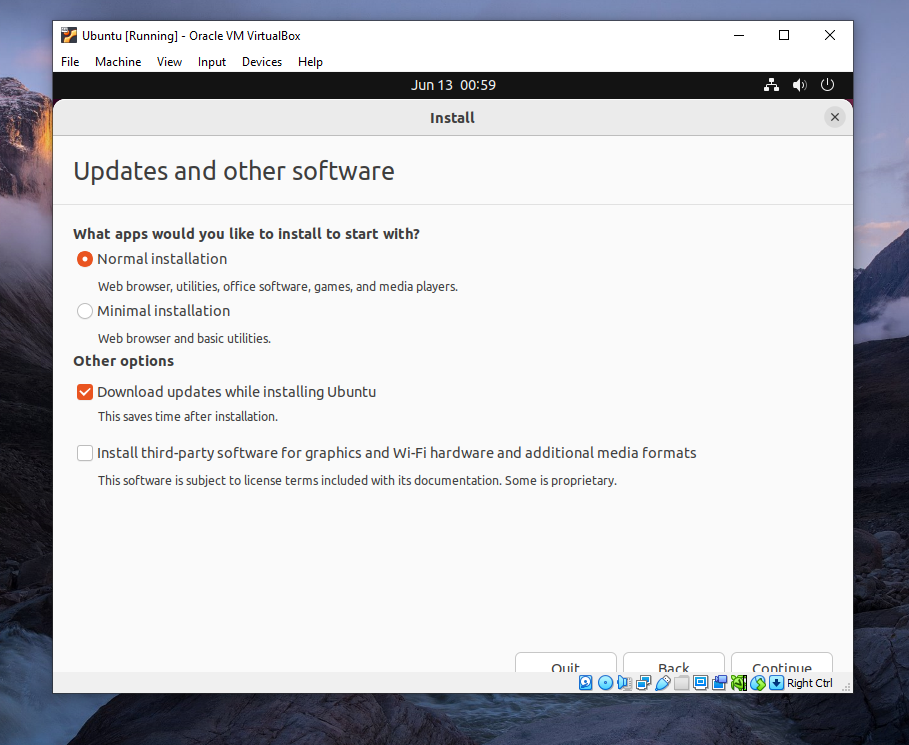 Ubuntu [Running] - Oracle VM VirtualBox
File Machine View Input Devices Help
Jun 13 00:59
Install
Updates and other software
What apps would you like to install to start with?
Normal installation
Web browser, utilities, office software, games, and media players.
Minimal installation
Web browser and basic utilities.
Other options
Download updates while installing Ubuntu
This saves time after installation.
Install third-party software for graphics and Wi-Fi hardware and additional media formats
This software is subject to license terms included with its documentation. Some is proprietary.
Quit Back Continue
Right Ctrl